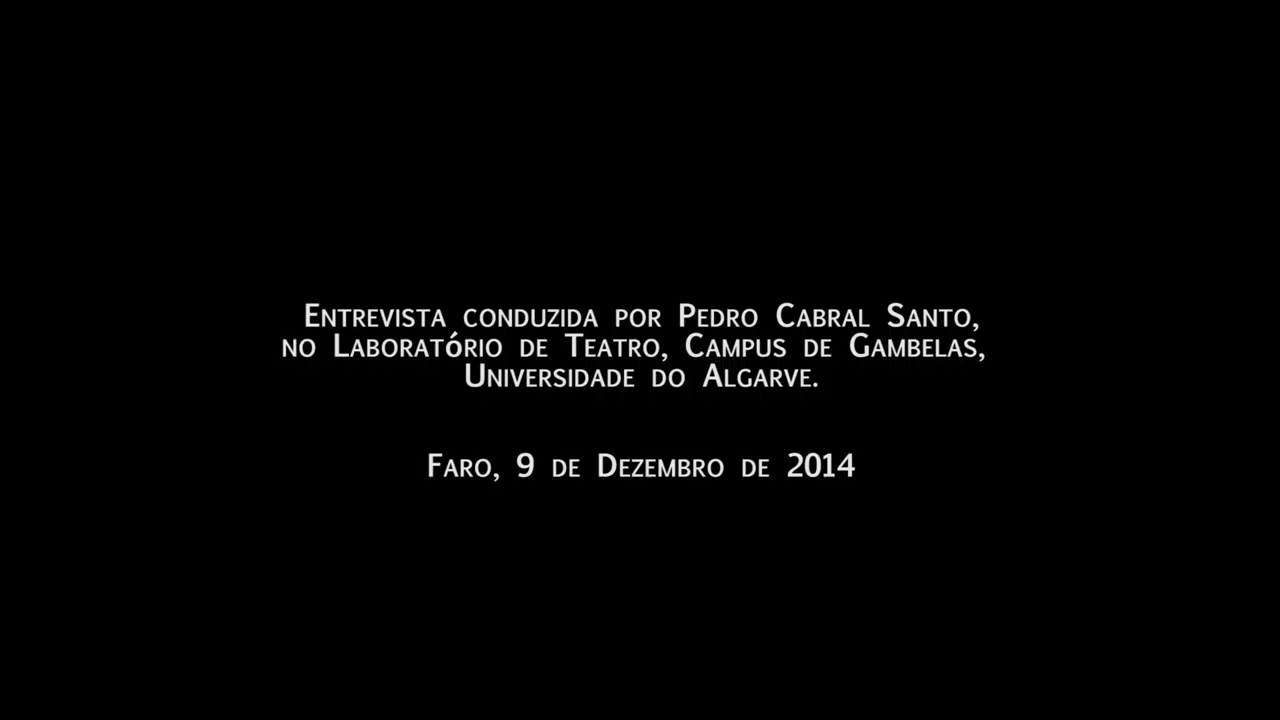 Entrevista conduzida por Pedro Cabral Santo,
no Laboratório de Teatro, Campus de Gambelas,
Universidade do Algarve.
Faro, 9 de Dezembro de 2014